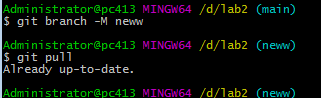 Administrator@pc413 MINGW64 /d/lab2 (main)
$ git branch -M neww
Administrator@pc413 MINGW64 /d/lab2 (neww)
$ git pull
Already up-to-date.
Administrator@pc413 MINGW64 /d/lab2 (neww)